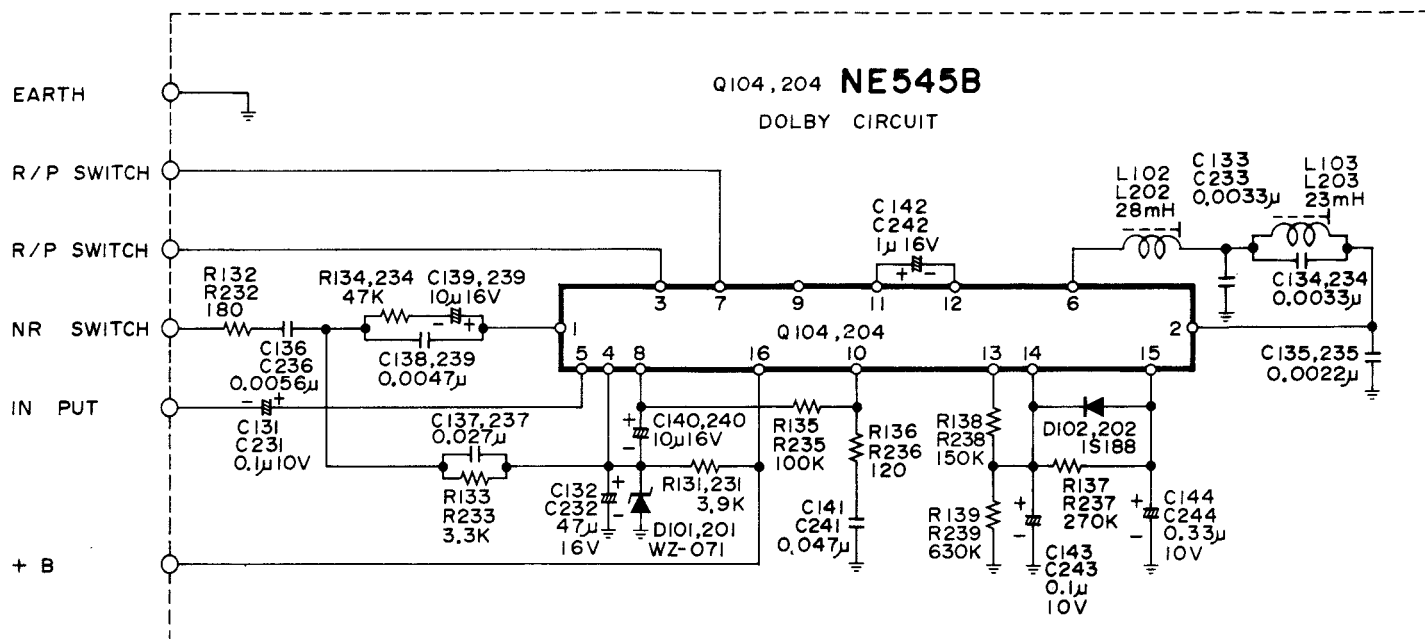 Q104,204 NE545B
DOLBY CIRCUIT
EARTH
R/P SWITCH
R/P SWITCH
NR SWITCH
IN PUT
+ B
R132
R232
180
C136
C236
0.0056μ
- +
C131
C231
0.1μ10V
R134,234
47K
C139,239
10μ16V
- +
C138,239
0.0047μ
C137,237
0.027μ
R133
R233
3.3K
C142
C242
1μ 16V
+ -
L102
L202
28mH
C133
C233
0.0033μ
L103
L203
23mH
C134,234
0.0033μ
C135,235
0.0022μ
3
7
9
11
12
6
1
Q104,204
2
5
4
8
16
10
13
14
15
+
-
C140,240
10μ16V
+
-
C132
C232
47μ
16V
R131,231
3.9K
D101,201
WZ-071
R135
R235
100K
R136
R236
120
C141
C241
0.047μ
R138
R238
150K
R139
R239
630K
D102,202
1S188
R137
R237
270K
+
-
C143
C243
0.1μ
10V
+
-
C144
C244
0.33μ
10V